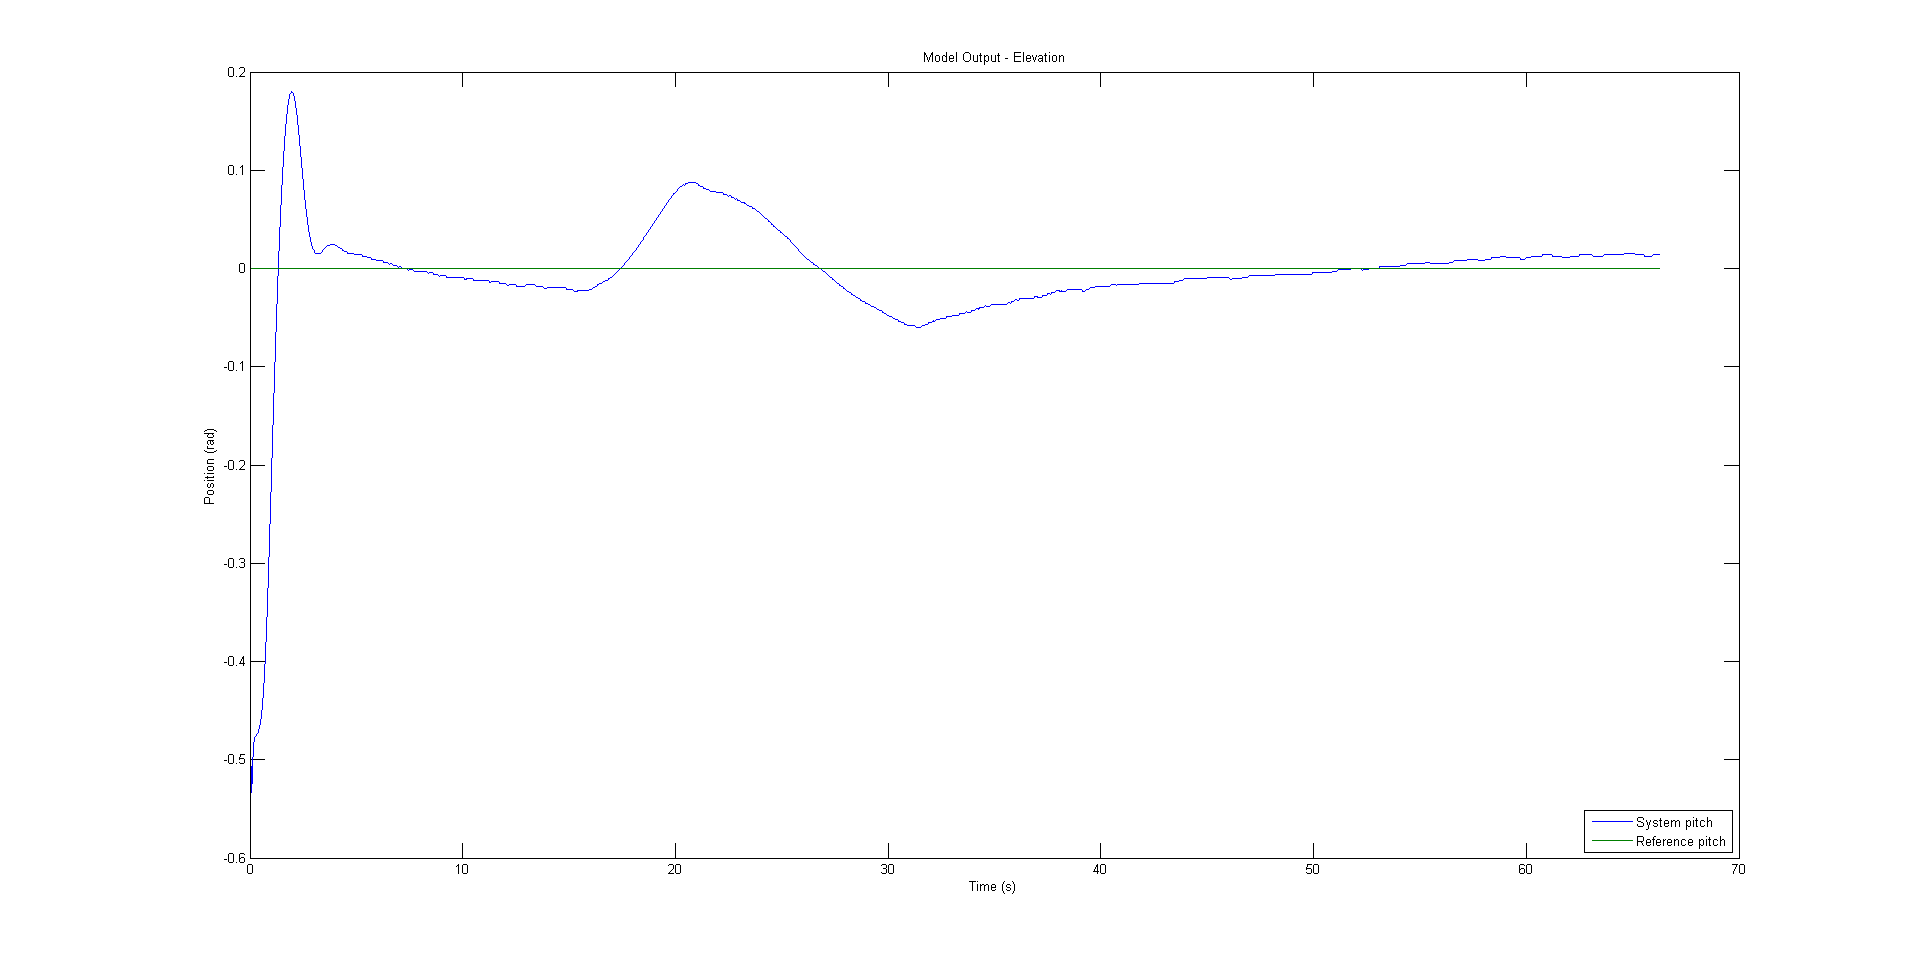 Model Output - Elevation
0.2
0.1
0
-0.1
-0.2
-0.3
-0.4
-0.5
-0.6
Position (rad)
0 10 20 30 40 50 60 70
Time (s)
System pitch
Reference pitch